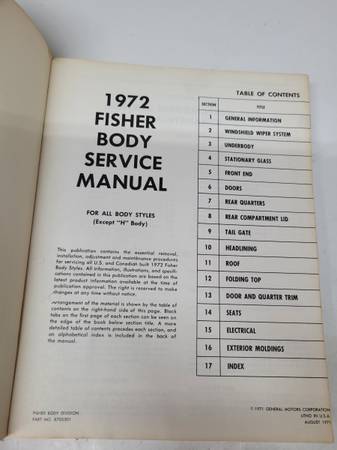 1972
FISHER
BODY
SERVICE
MANUAL
FOR ALL BODY STYLES
(Except "H" Body)
This publication contains the essential removal,
installation, adjustment and maintenance procedures
for servicing all U.S. and Canadian built 1972 Fisher
Body Styles. All information, illustrations, and specifi-
cations contained in this publication are based on the
latest product information available at the time of
publication approval. The right is reserved to make
changes at any time without notice.
Arrangement of the material is shown by the table of
contents on the right-hand side of this page. Black
tabs on the first page of each section can be seen on
the edge of the book below section title. A more
detailed table of contents precedes each section, and
an alphabetical index is included in the back of
the manual.
FISHER BODY DIVISION
PART NO.
TABLE OF CONTENTS
SECTION TITLE
1 GENERAL INFORMATION
2 WINDSHIELD WIPER SYSTEM
3 UNDERBODY
4 STATIONARY GLASS
5 FRONT END
6 DOORS
7 REAR QUARTERS
8 REAR COMPARTMENT LID
9 TAIL GATE
10 HEADLINING
11 ROOF
12 FOLDING TOP
13 DOOR AND QUARTER TRIM
14 SEATS
15 ELECTRICAL
16 EXTERIOR MOLDINGS
17 INDEX
© 1971 GENERAL MOTORS CORPORATION
LITHO IN U.S.A.
AUGUST 1971